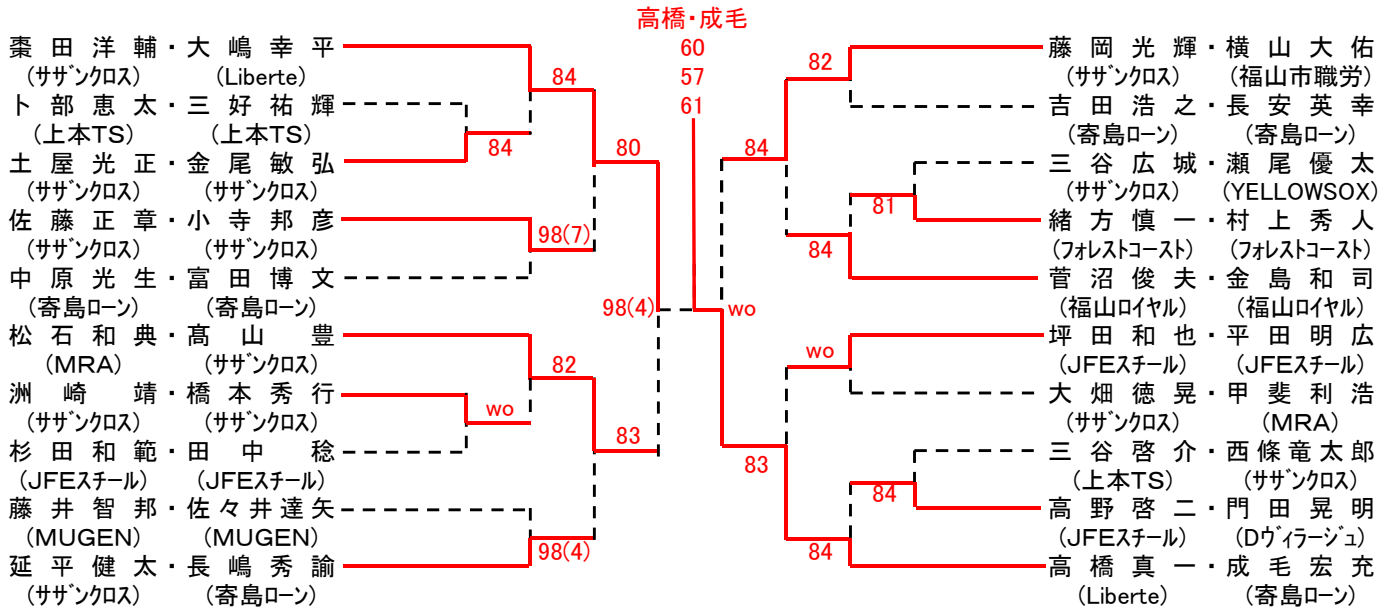 高橋・成毛
60
57
61
棗田洋輔・大嶋幸平
(サザンクロス) (Liberte)
84
卜部恵太・三好祐輝
(上本TS) (上本TS)
84
土屋光正・金尾敏弘
(サザンクロス) (サザンクロス)
80
佐藤正章・小寺邦彦
(サザンクロス) (サザンクロス)
98(7)
中原光生・富田博文
(寄島ローン) (寄島ローン)
98(4)
松石和典・髙山豊
(MRA) (サザンクロス)
82
洲崎靖・橋本秀行
(サザンクロス) (サザンクロス)
wo
83
杉田和範・田中稔
(JFEスチール) (JFEスチール)
藤井智邦・佐々井達矢
(MUGEN) (MUGEN)
98(4)
延平健太・長嶋秀諭
(サザンクロス) (寄島ローン)
藤岡光輝・横山大佑
(サザンクロス) (福山市職労)
82
吉田浩之・長安英幸
(寄島ローン) (寄島ローン)
84
三谷広城・瀬尾優太
(サザンクロス) (YELLOWSOX)
81
緒方慎一・村上秀人
(フォレストコースト) (フォレストコースト)
84
菅沼俊夫・金島和司
(福山ロイヤル) (福山ロイヤル)
wo
坪田和也・平田明広
(JFEスチール) (JFEスチール)
wo
大畑徳晃・甲斐利浩
(サザンクロス) (MRA)
83
三谷啓介・西條竜太郎
(上本TS) (サザンクロス)
84
高野啓二・門田晃明
(JFEスチール) (Dヴィラージュ)
84
高橋真一・成毛宏充
(Liberte) (寄島ローン)